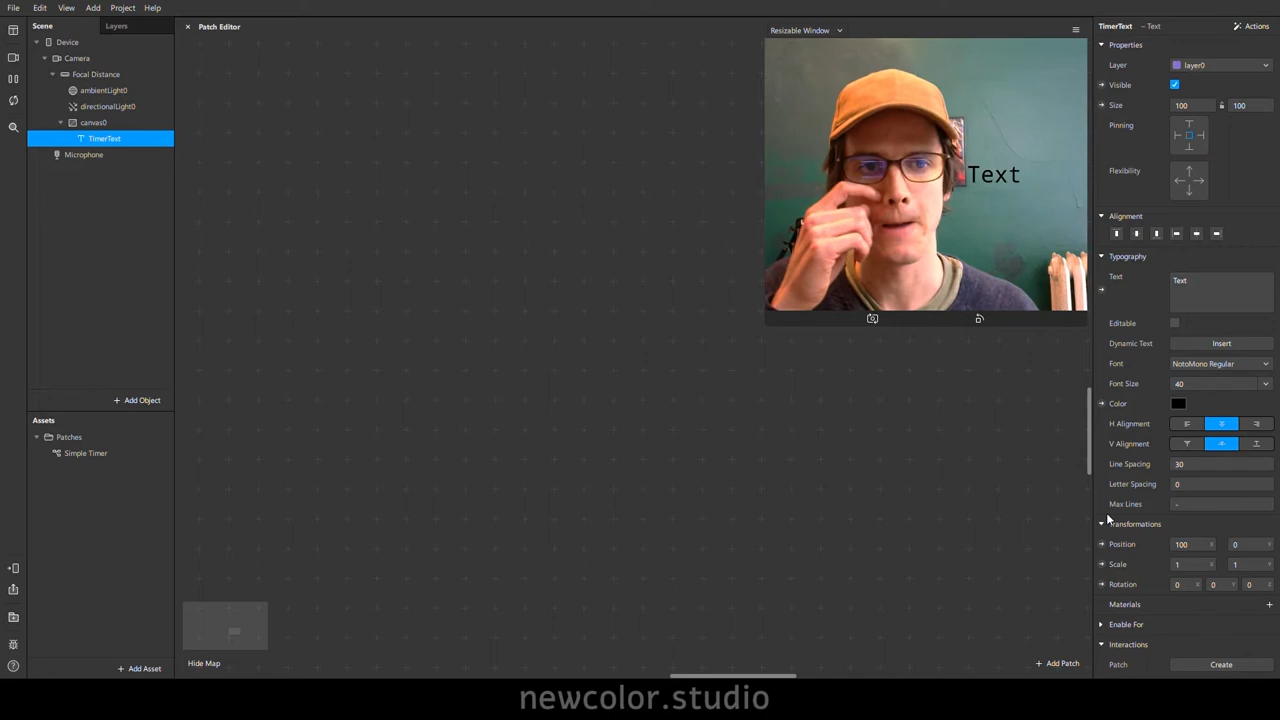 File Edit View Add Project Help
Scene Layers
Device
Camera
Focal Distance
ambientLight0
directionalLight0
canvas0
TimerText
Microphone
Add Object
Assets
Patches
Simple Timer
Add Asset
Patch Editor
Hide Map
Add Patch
Resizable Window
Text
TimerText – Text Actions
Properties
Layer layer0
Visible
Size 100 100
Pinning
Flexibility
Alignment
Typography
Text Text
Editable
Dynamic Text Insert
Font NotoMono Regular
Font Size 40
Color
H Alignment
V Alignment
Line Spacing 30
Letter Spacing 0
Max Lines -
Transformations
Position 100 X 0 Y
Scale 1 X 1 Y
Rotation 0 X 0 Y 0 Z
Materials
Enable For
Interactions
Patch Create
newcolor.studio